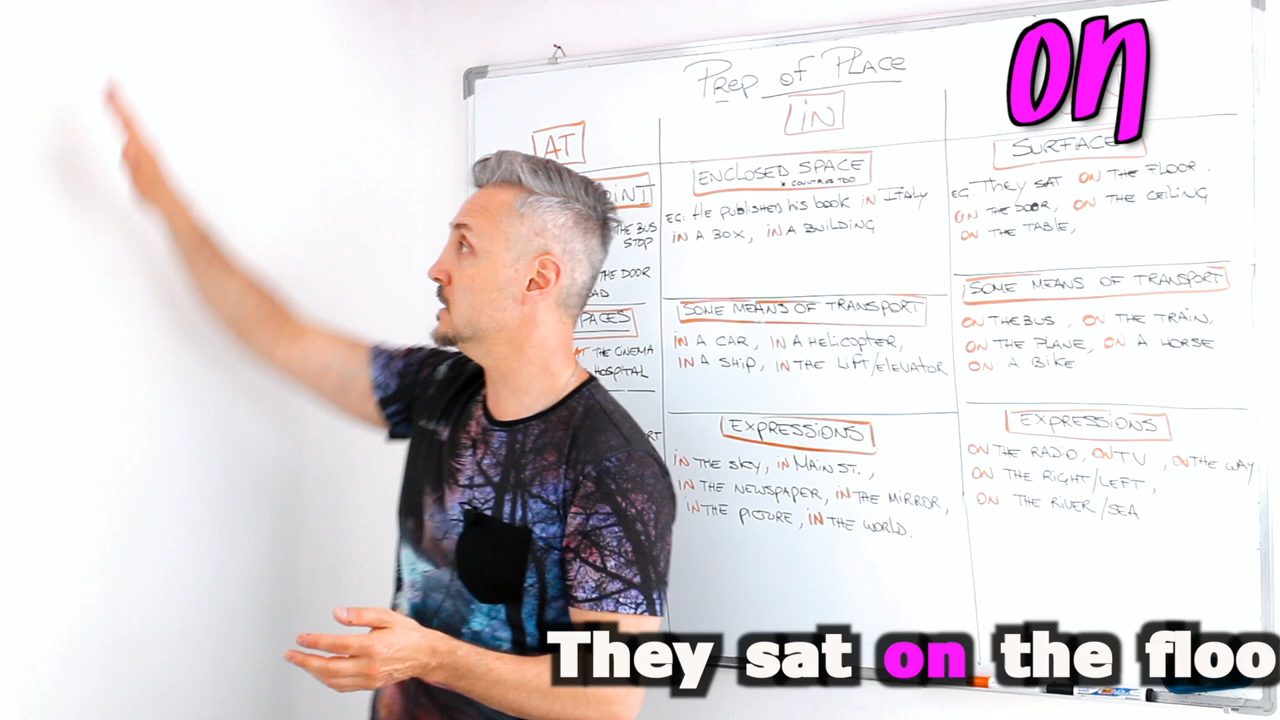 on
Prep of Place
AT
THE BUS
STOP
THE DOOR
AT THE CINEMA
HOSPITAL
IN
ENCLOSED SPACE
* COUNTRIES TOO
EG: He published his book IN ITALY
IN A BOX, IN A BUILDING
SOME MEANS OF TRANSPORT
IN A CAR, IN A HELICOPTER,
IN A SHIP, IN THE LIFT/ELEVATOR
EXPRESSIONS
IN THE SKY, IN MAIN ST.,
IN THE NEWSPAPER, IN THE MIRROR,
IN THE PICTURE, IN THE WORLD.
SURFACE
EG. They SAT ON THE FLOOR..
ON THE DOOR, ON THE CEILING
ON THE TABLE,
SOME MEANS OF TRANSPORT
ON THE BUS, ON THE TRAIN,
ON THE PLANE, ON A HORSE
ON A BIKE
EXPRESSIONS
ON THE RADIO, ON TV, ON THE WAY,
ON THE RIGHT/LEFT,
ON THE RIVER/SEA
They sat on the floo